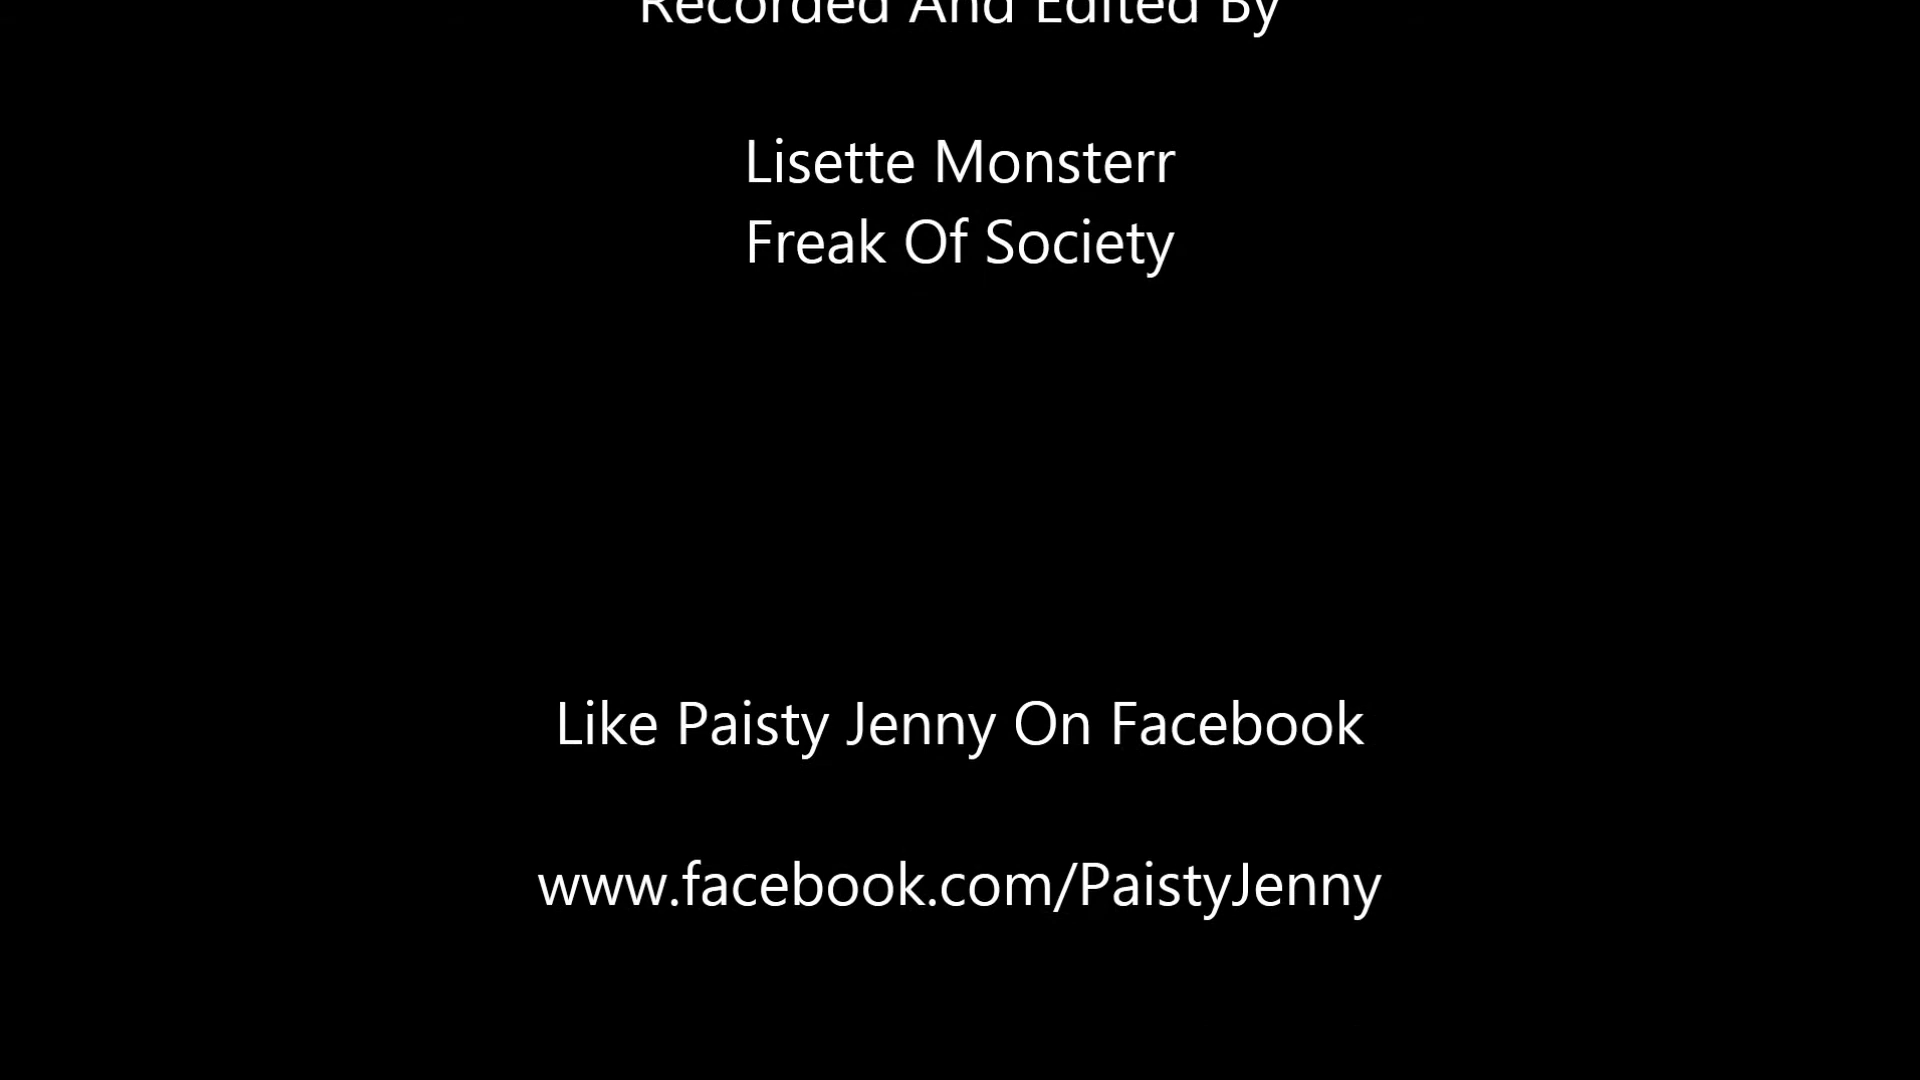 Recorded And Edited By
Lisette Monsterr
Freak Of Society
Like Paisty Jenny On Facebook
www.facebook.com/PaistyJenny